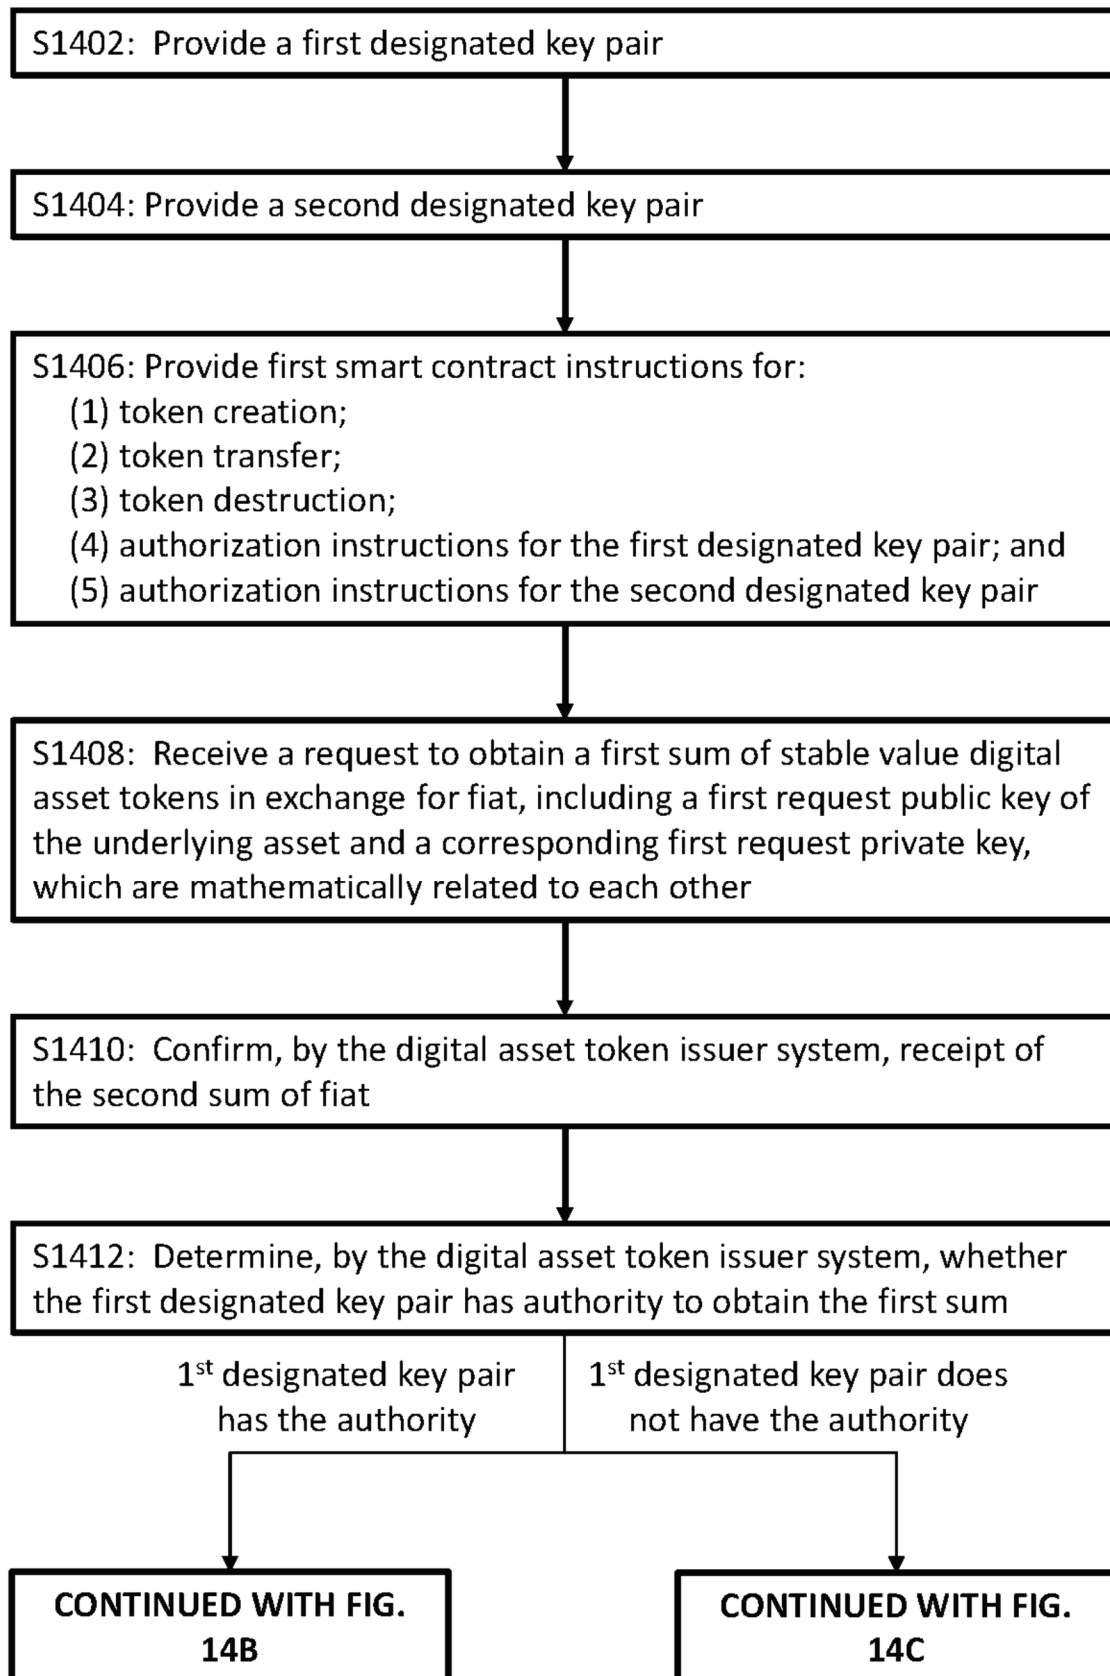 S1402: Provide a first designated key pair
S1404: Provide a second designated key pair
S1406: Provide first smart contract instructions for:
(1) token creation;
(2) token transfer;
(3) token destruction;
(4) authorization instructions for the first designated key pair; and
(5) authorization instructions for the second designated key pair
S1408: Receive a request to obtain a first sum of stable value digital
asset tokens in exchange for fiat, including a first request public key of
the underlying asset and a corresponding first request private key,
which are mathematically related to each other
S1410: Confirm, by the digital asset token issuer system, receipt of
the second sum of fiat
S1412: Determine, by the digital asset token issuer system, whether
the first designated key pair has authority to obtain the first sum
1st designated key pair
has the authority
1st designated key pair does
not have the authority
CONTINUED WITH FIG.
14B
CONTINUED WITH FIG.
14C